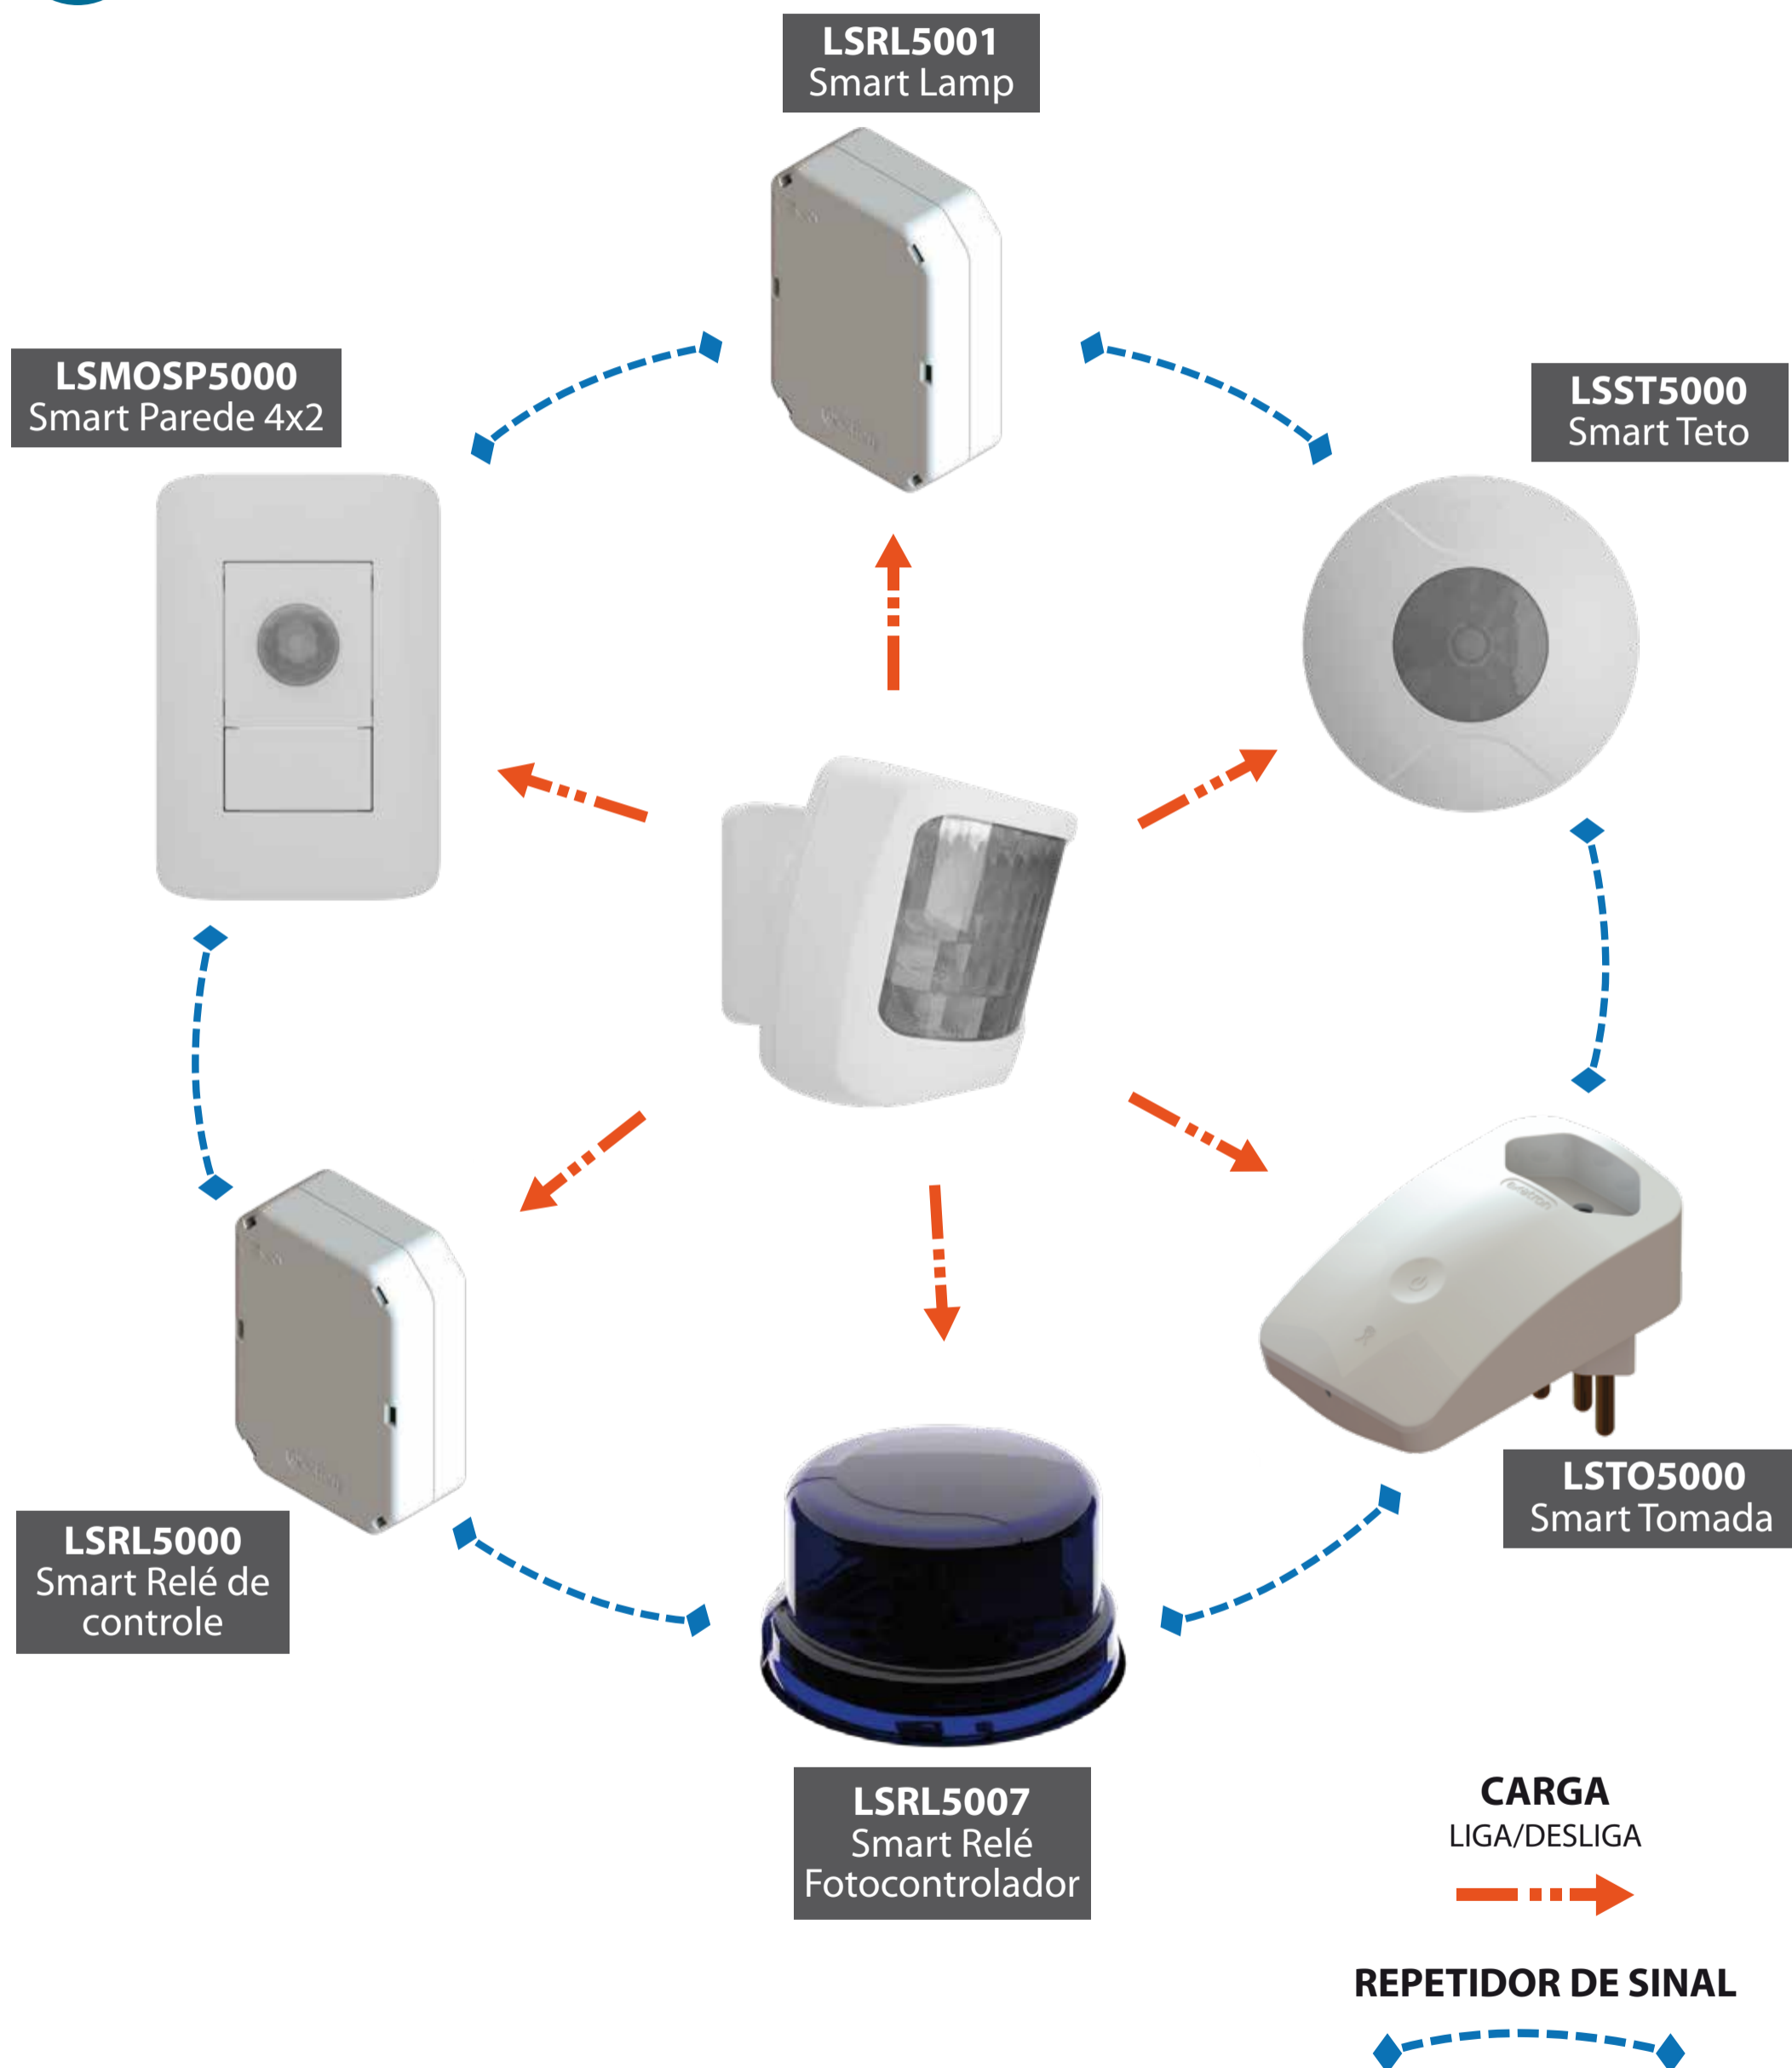 LSRL5001
Smart Lamp
LSMOSP5000
Smart Parede 4x2
LSST5000
Smart Teto
LSTO5000
Smart Tomada
LSRL5000
Smart Relé de
controle
LSRL5007
Smart Relé
Fotocontrolador
CARGA
LIGA/DESLIGA
REPETIDOR DE SINAL